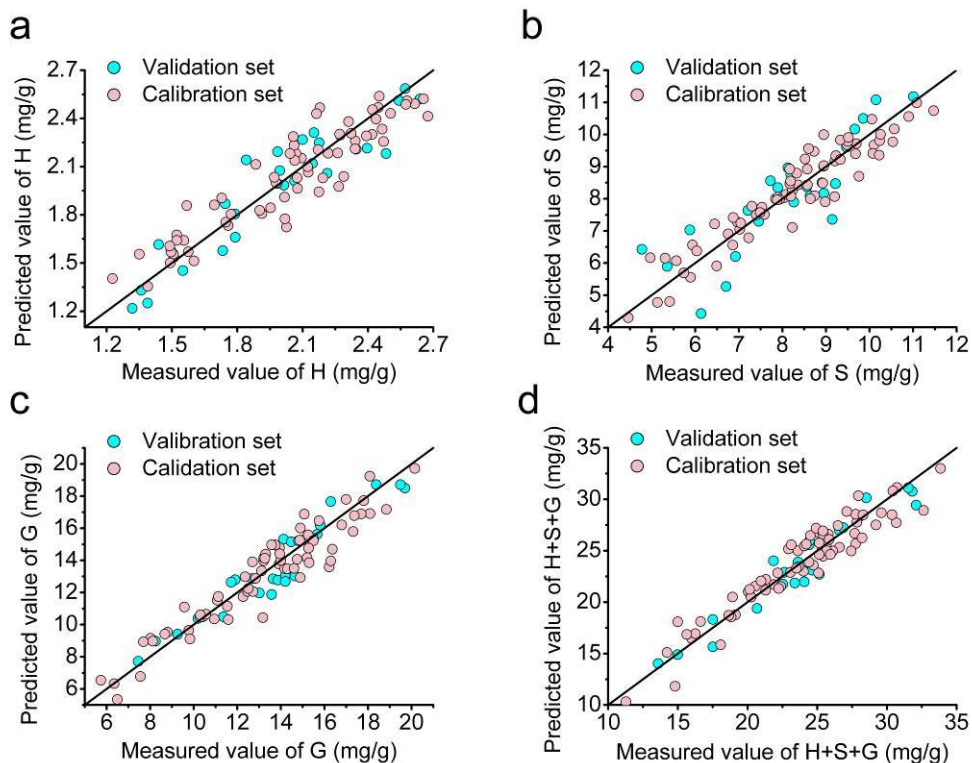 a
Validation set
Calibration set
Predicted value of H (mg/g)
2.7
2.4
2.1
1.8
1.5
1.2
1.2 1.5 1.8 2.1 2.4 2.7
Measured value of H (mg/g)
b
Validation set
Calibration set
Predicted value of S (mg/g)
12
11
10
9
8
7
6
5
4
4 5 6 7 8 9 10 11 12
Measured value of S (mg/g)
c
Valibration set
Calidation set
Predicted value of G (mg/g)
20
18
16
14
12
10
8
6
6 8 10 12 14 16 18 20
Measured value of G (mg/g)
d
Validation set
Calibration set
Predicted value of H+S+G (mg/g)
35
30
25
20
15
10
10 15 20 25 30 35
Measured value of H+S+G (mg/g)